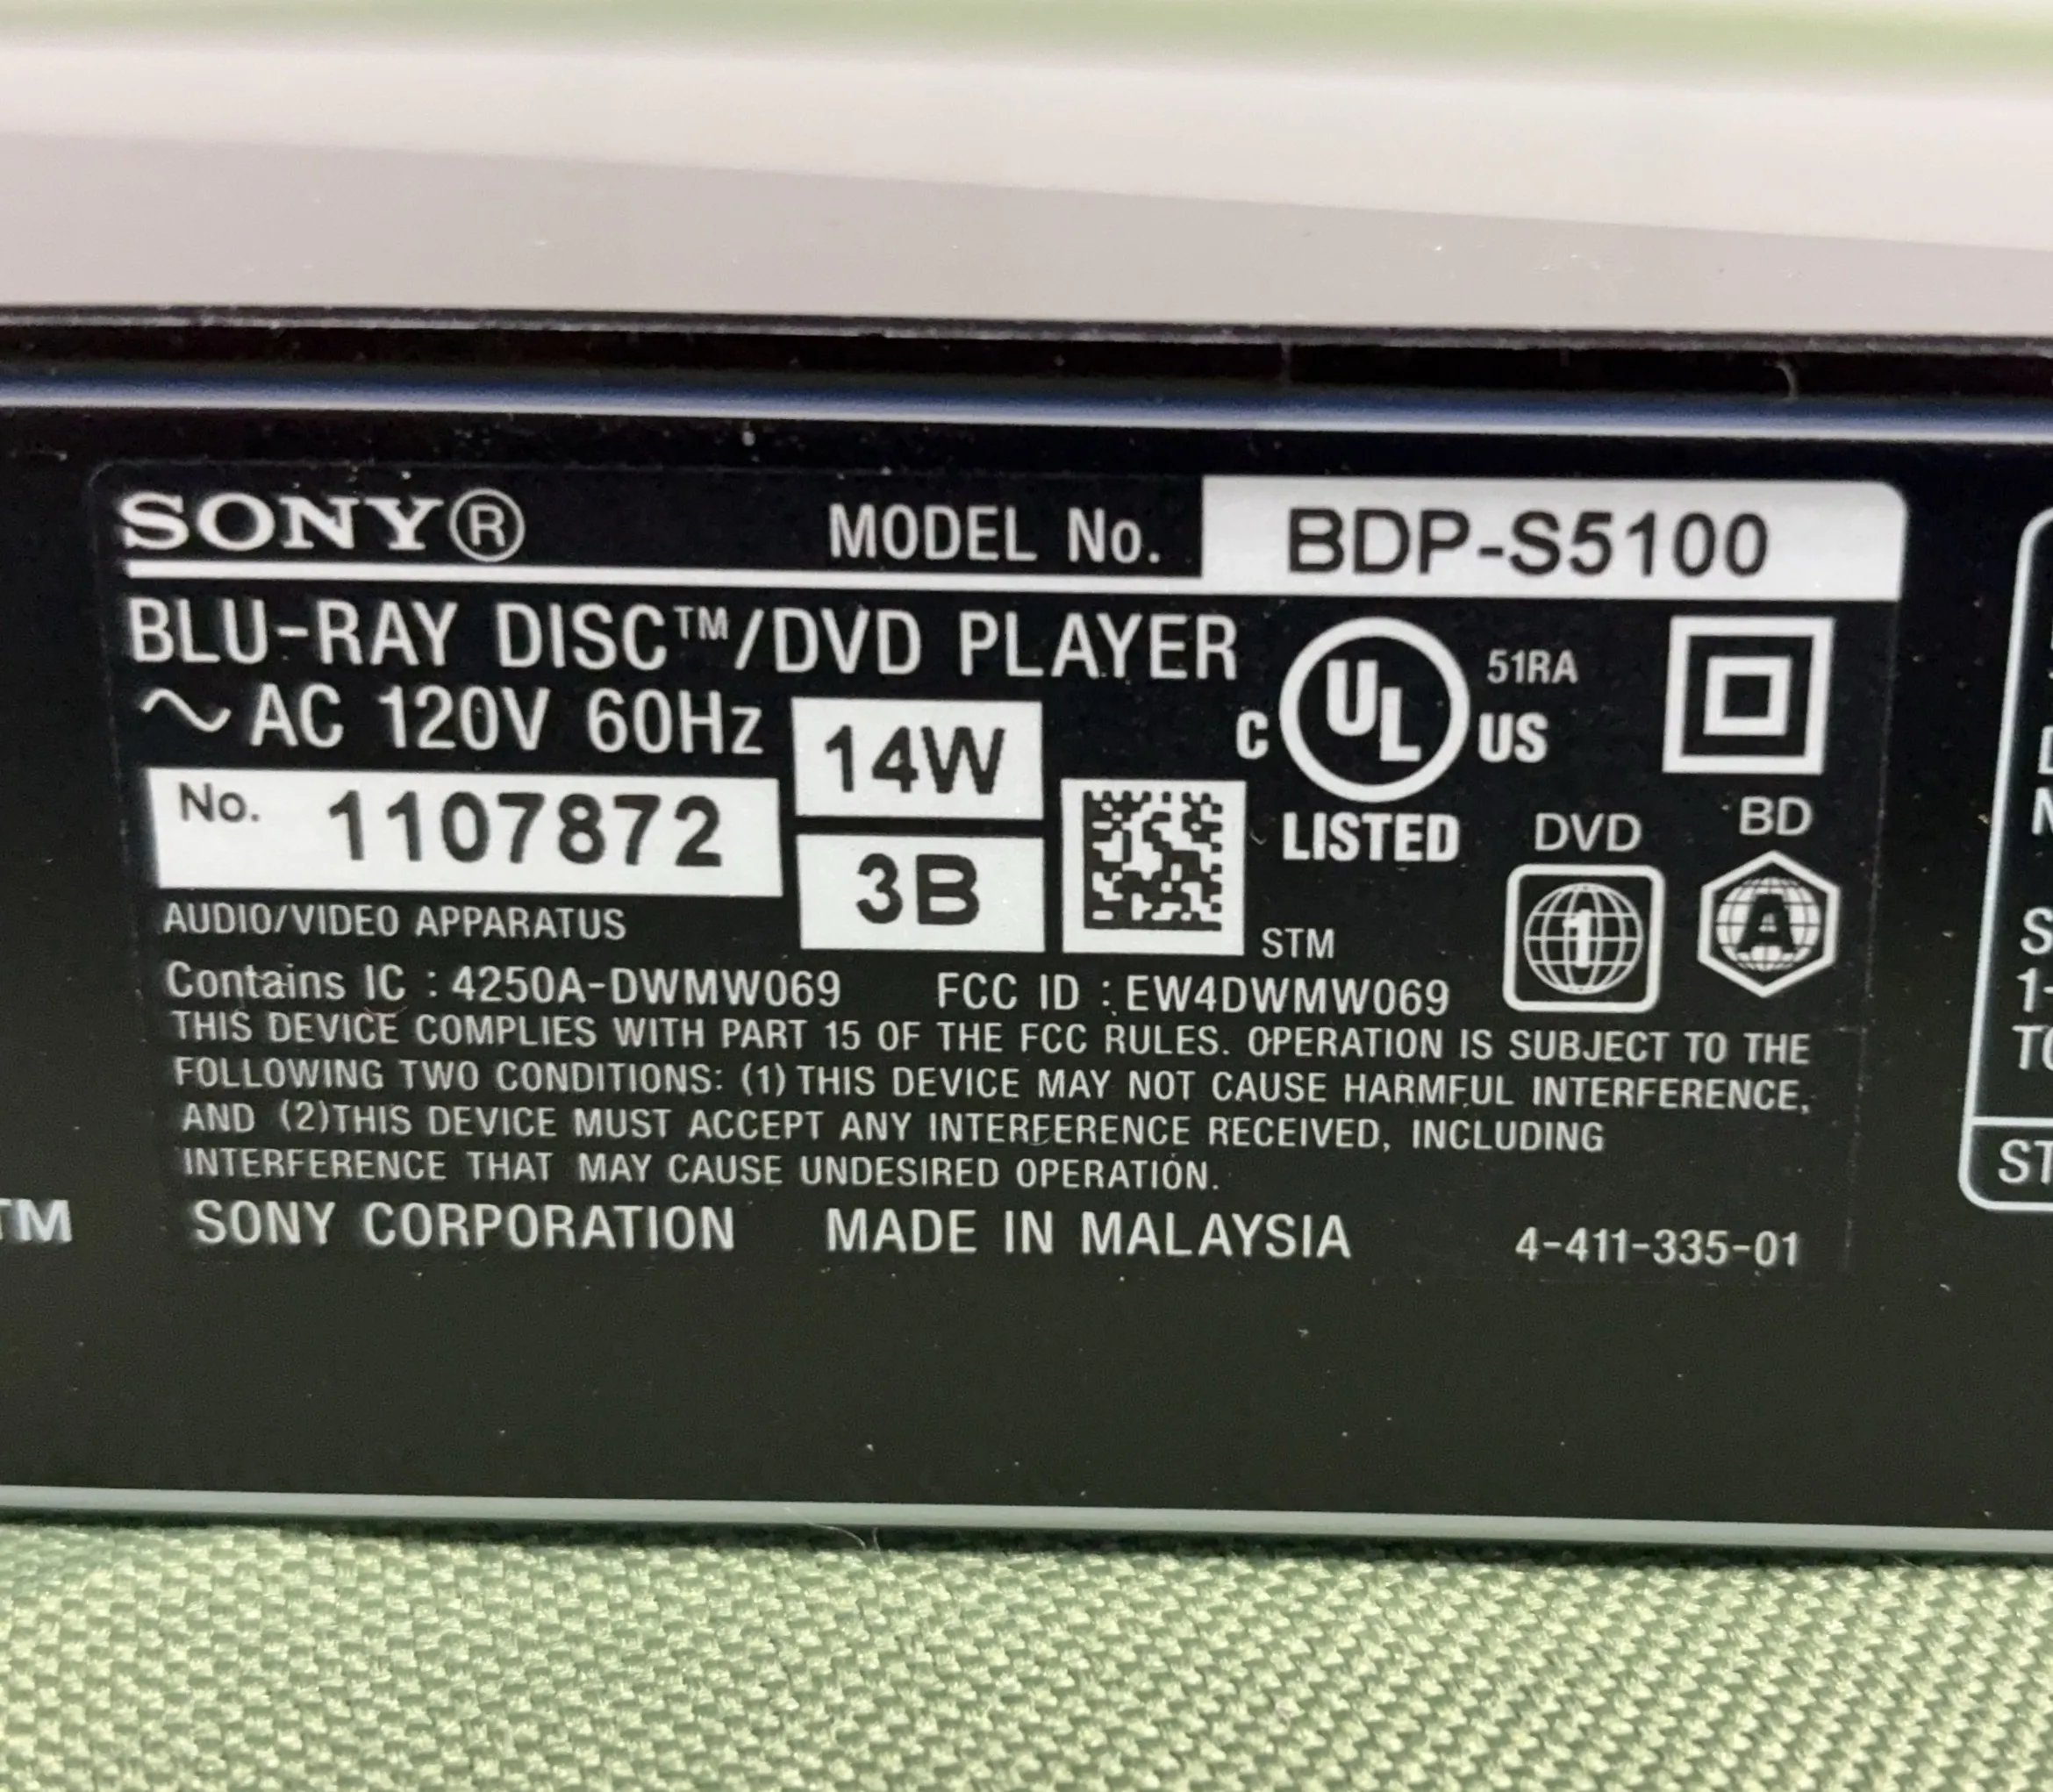 SONY® MODEL No. BDP-S5100
BLU-RAY DISC™/DVD PLAYER
51RA
C UL US
LISTED
~ AC 120V 60Hz 14W
No. 1107872
3B
DVD
BD
1
A
AUDIO/VIDEO APPARATUS
STM
Contains IC : 4250A-DWMW069 FCC ID : EW4DWMW069
THIS DEVICE COMPLIES WITH PART 15 OF THE FCC RULES. OPERATION IS SUBJECT TO THE
FOLLOWING TWO CONDITIONS: (1) THIS DEVICE MAY NOT CAUSE HARMFUL INTERFERENCE,
AND (2)THIS DEVICE MUST ACCEPT ANY INTERFERENCE RECEIVED, INCLUDING
INTERFERENCE THAT MAY CAUSE UNDESIRED OPERATION.
SONY CORPORATION MADE IN MALAYSIA 4-411-335-01
TM